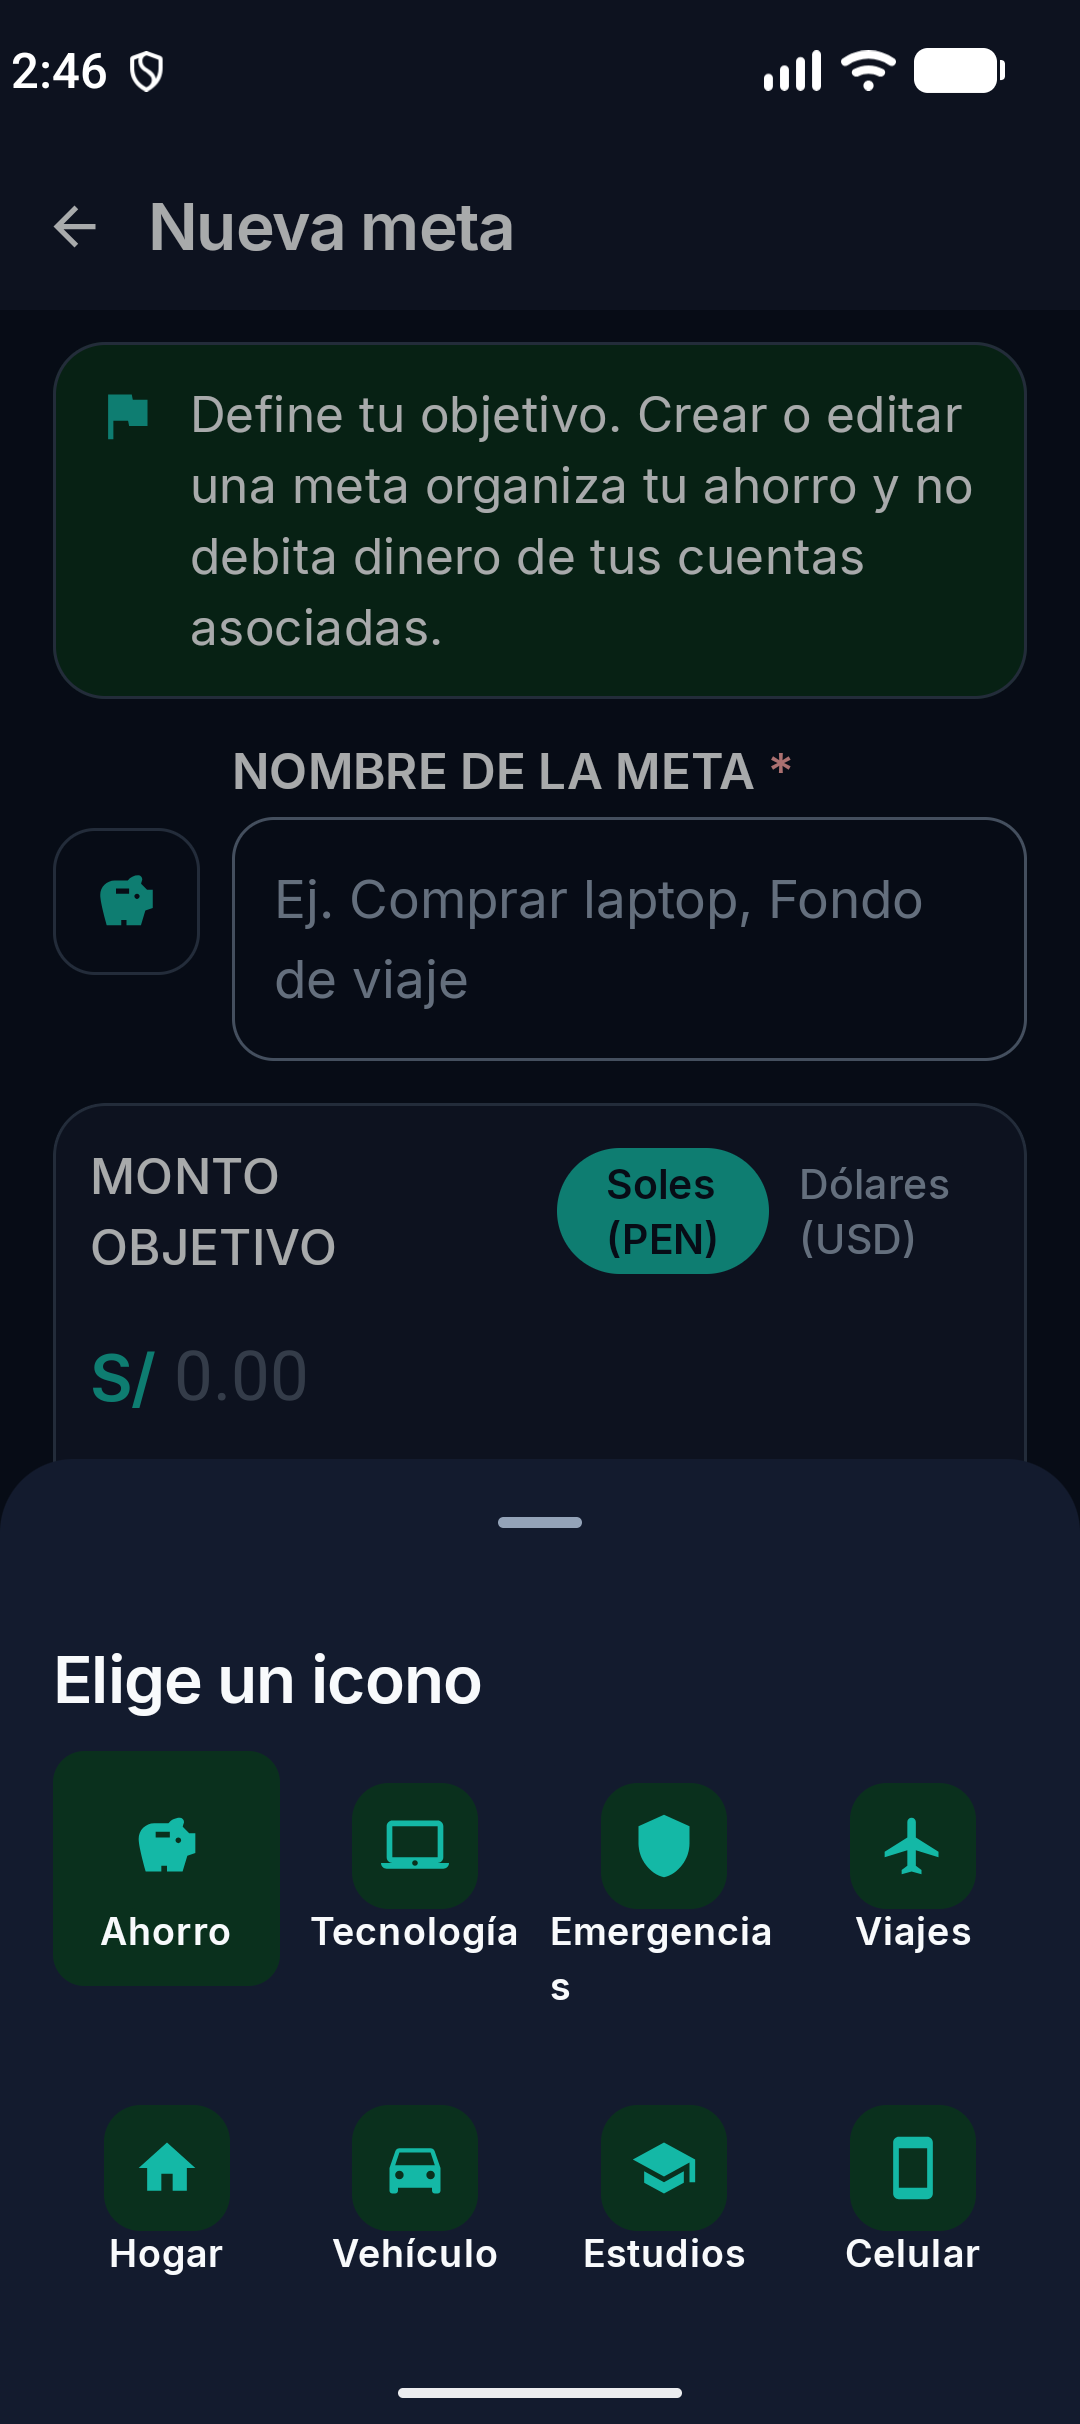 2:46
Nueva meta
Define tu objetivo. Crear o editar
una meta organiza tu ahorro y no
debita dinero de tus cuentas
asociadas.
NOMBRE DE LA META *
Ej. Comprar laptop, Fondo
de viaje
MONTO
OBJETIVO
Soles
(PEN)
Dólares
(USD)
S/ 0.00
Elige un icono
Ahorro
Tecnología
Emergencia
s
Viajes
Hogar
Vehículo
Estudios
Celular